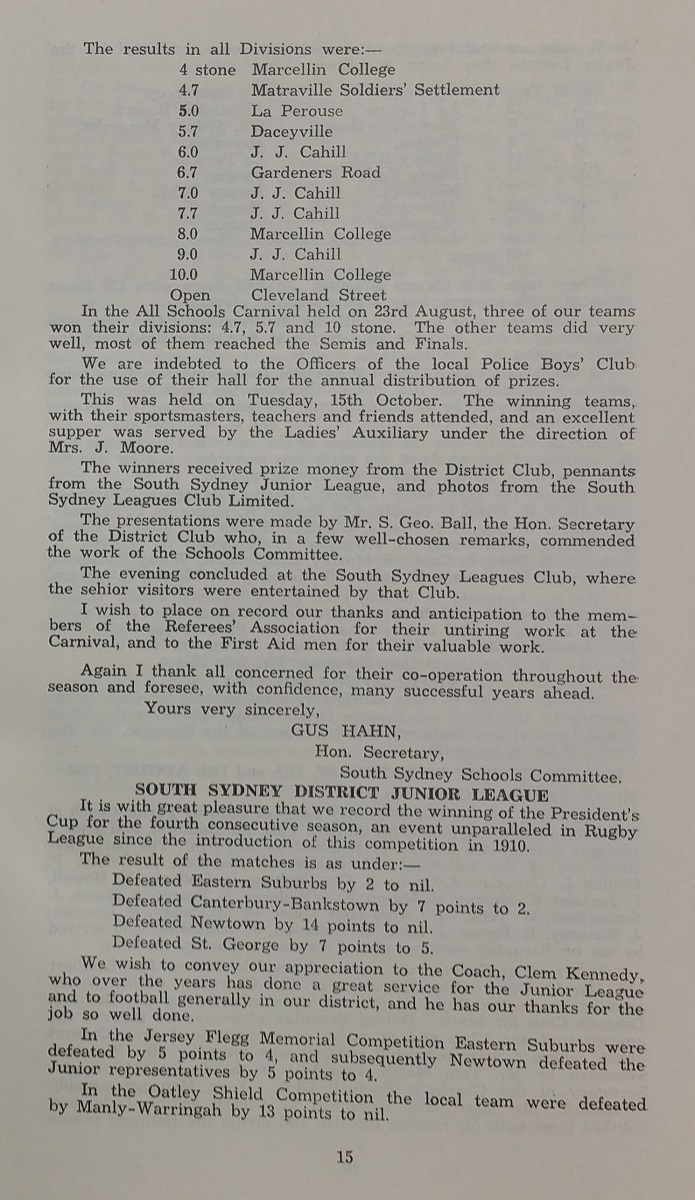 The results in all Divisions were:—
4 stone Marcellin College
4.7 Matraville Soldiers' Settlement
5.0 La Perouse
5.7 Daceyville
6.0 J. J. Cahill
6.7 Gardeners Road
7.0 J. J. Cahill
7.7 J. J. Cahill
8.0 Marcellin College
9.0 J. J. Cahill
10.0 Marcellin College
Open Cleveland Street
In the All Schools Carnival held on 23rd August, three of our teams
won their divisions: 4.7, 5.7 and 10 stone. The other teams did very
well, most of them reached the Semis and Finals.
We are indebted to the Officers of the local Police Boys' Club
for the use of their hall for the annual distribution of prizes.
This was held on Tuesday, 15th October. The winning teams,
with their sportsmasters, teachers and friends attended, and an excellent
supper was served by the Ladies' Auxiliary under the direction of
Mrs. J. Moore.
The winners received prize money from the District Club, pennants
from the South Sydney Junior League, and photos from the South
Sydney Leagues Club Limited.
The presentations were made by Mr. S. Geo. Ball, the Hon. Secretary
of the District Club who, in a few well-chosen remarks, commended
the work of the Schools Committee.
The evening concluded at the South Sydney Leagues Club, where
the sehior visitors were entertained by that Club.
I wish to place on record our thanks and anticipation to the mem-
bers of the Referees' Association for their untiring work at the
Carnival, and to the First Aid men for their valuable work.
Again I thank all concerned for their co-operation throughout the
season and foresee, with confidence, many successful years ahead.
Yours very sincerely,
GUS HAHN,
Hon. Secretary,
South Sydney Schools Committee.
SOUTH SYDNEY DISTRICT JUNIOR LEAGUE
It is with great pleasure that we record the winning of the President's
Cup for the fourth consecutive season, an event unparalleled in Rugby
League since the introduction of this competition in 1910.
The result of the matches is as under:—
Defeated Eastern Suburbs by 2 to nil.
Defeated Canterbury-Bankstown by 7 points to 2.
Defeated Newtown by 14 points to nil.
Defeated St. George by 7 points to 5.
We wish to convey our appreciation to the Coach, Clem Kennedy,
who over the years has done a great service for the Junior League
and to football generally in our district, and he has our thanks for the
job so well done.
In the Jersey Flegg Memorial Competition Eastern Suburbs were
defeated by 5 points to 4, and subsequently Newtown defeated the
Junior representatives by 5 points to 4.
In the Oatley Shield Competition the local team were defeated
by Manly-Warringah by 13 points to nil.
15